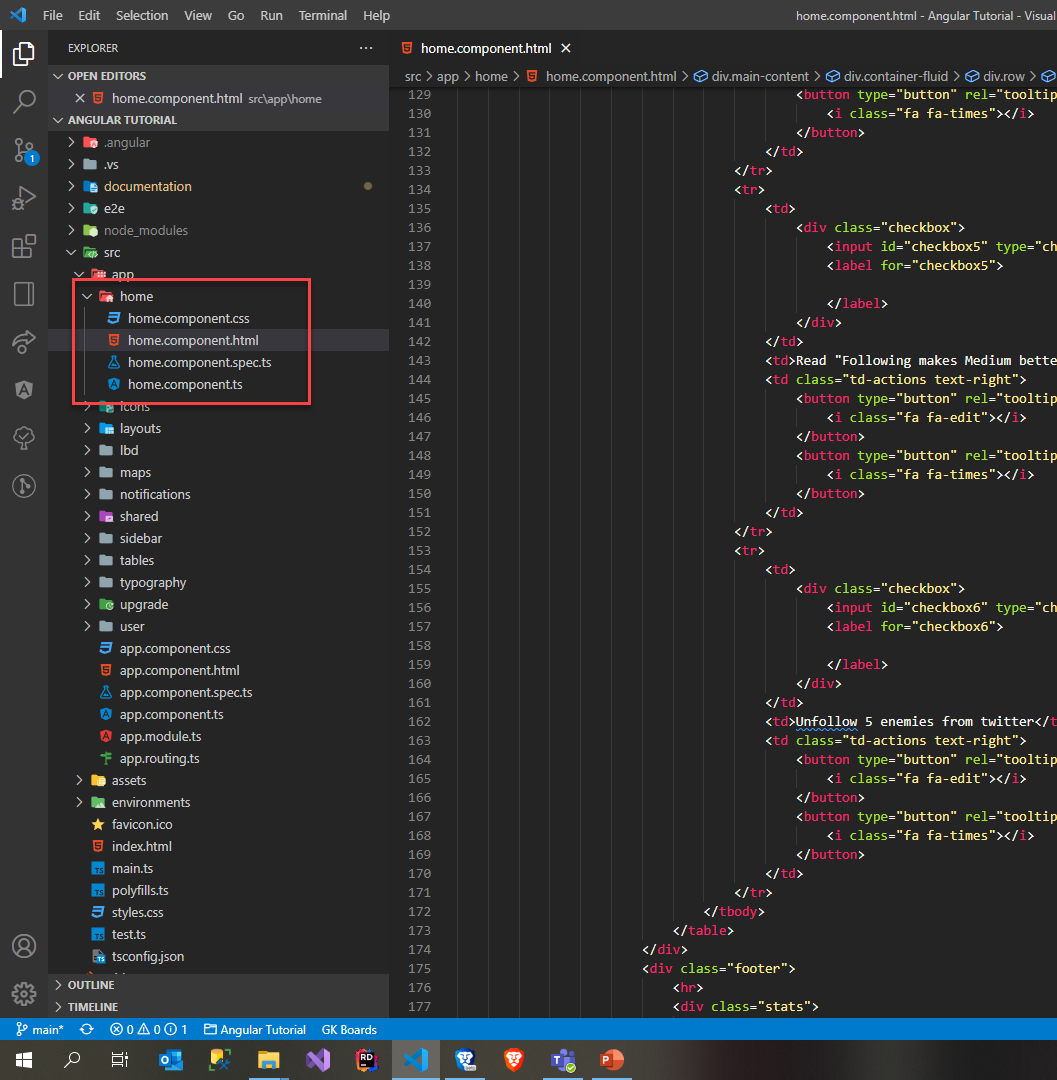 File Edit Selection View Go Run Terminal Help home.component.html - Angular Tutorial - Visual
EXPLORER
OPEN EDITORS
home.component.html src\app\home
ANGULAR TUTORIAL
.angular
.vs
documentation
e2e
node_modules
src
app
home
home.component.css
home.component.html
home.component.spec.ts
home.component.ts
icons
layouts
lbd
maps
notifications
shared
sidebar
tables
typography
upgrade
user
app.component.css
app.component.html
app.component.spec.ts
app.component.ts
app.module.ts
app.routing.ts
assets
environments
favicon.ico
index.html
main.ts
polyfills.ts
styles.css
test.ts
tsconfig.json
OUTLINE
TIMELINE
home.component.html
src > app > home > home.component.html > div.main-content > div.container-fluid > div.row >
129 <button type="button" rel="tooltip
130 <i class="fa fa-times"></i>
131 </button>
132 </td>
133 </tr>
134 <tr>
135 <td>
136 <div class="checkbox">
137 <input id="checkbox5" type="ch
138 <label for="checkbox5">
139
140 </label>
141 </div>
142 </td>
143 <td>Read "Following makes Medium bette
144 <td class="td-actions text-right">
145 <button type="button" rel="tooltip
146 <i class="fa fa-edit"></i>
147 </button>
148 <button type="button" rel="tooltip
149 <i class="fa fa-times"></i>
150 </button>
151 </td>
152 </tr>
153 <tr>
154 <td>
155 <div class="checkbox">
156 <input id="checkbox6" type="ch
157 <label for="checkbox6">
158
159 </label>
160 </div>
161 </td>
162 <td>Unfollow 5 enemies from twitter</t
163 <td class="td-actions text-right">
164 <button type="button" rel="tooltip
165 <i class="fa fa-edit"></i>
166 </button>
167 <button type="button" rel="tooltip
168 <i class="fa fa-times"></i>
169 </button>
170 </td>
171 </tr>
172 </tbody>
173 </table>
174 </div>
175 <div class="footer">
176 <hr>
177 <div class="stats">
1
main* 0 0 1 Angular Tutorial GK Boards